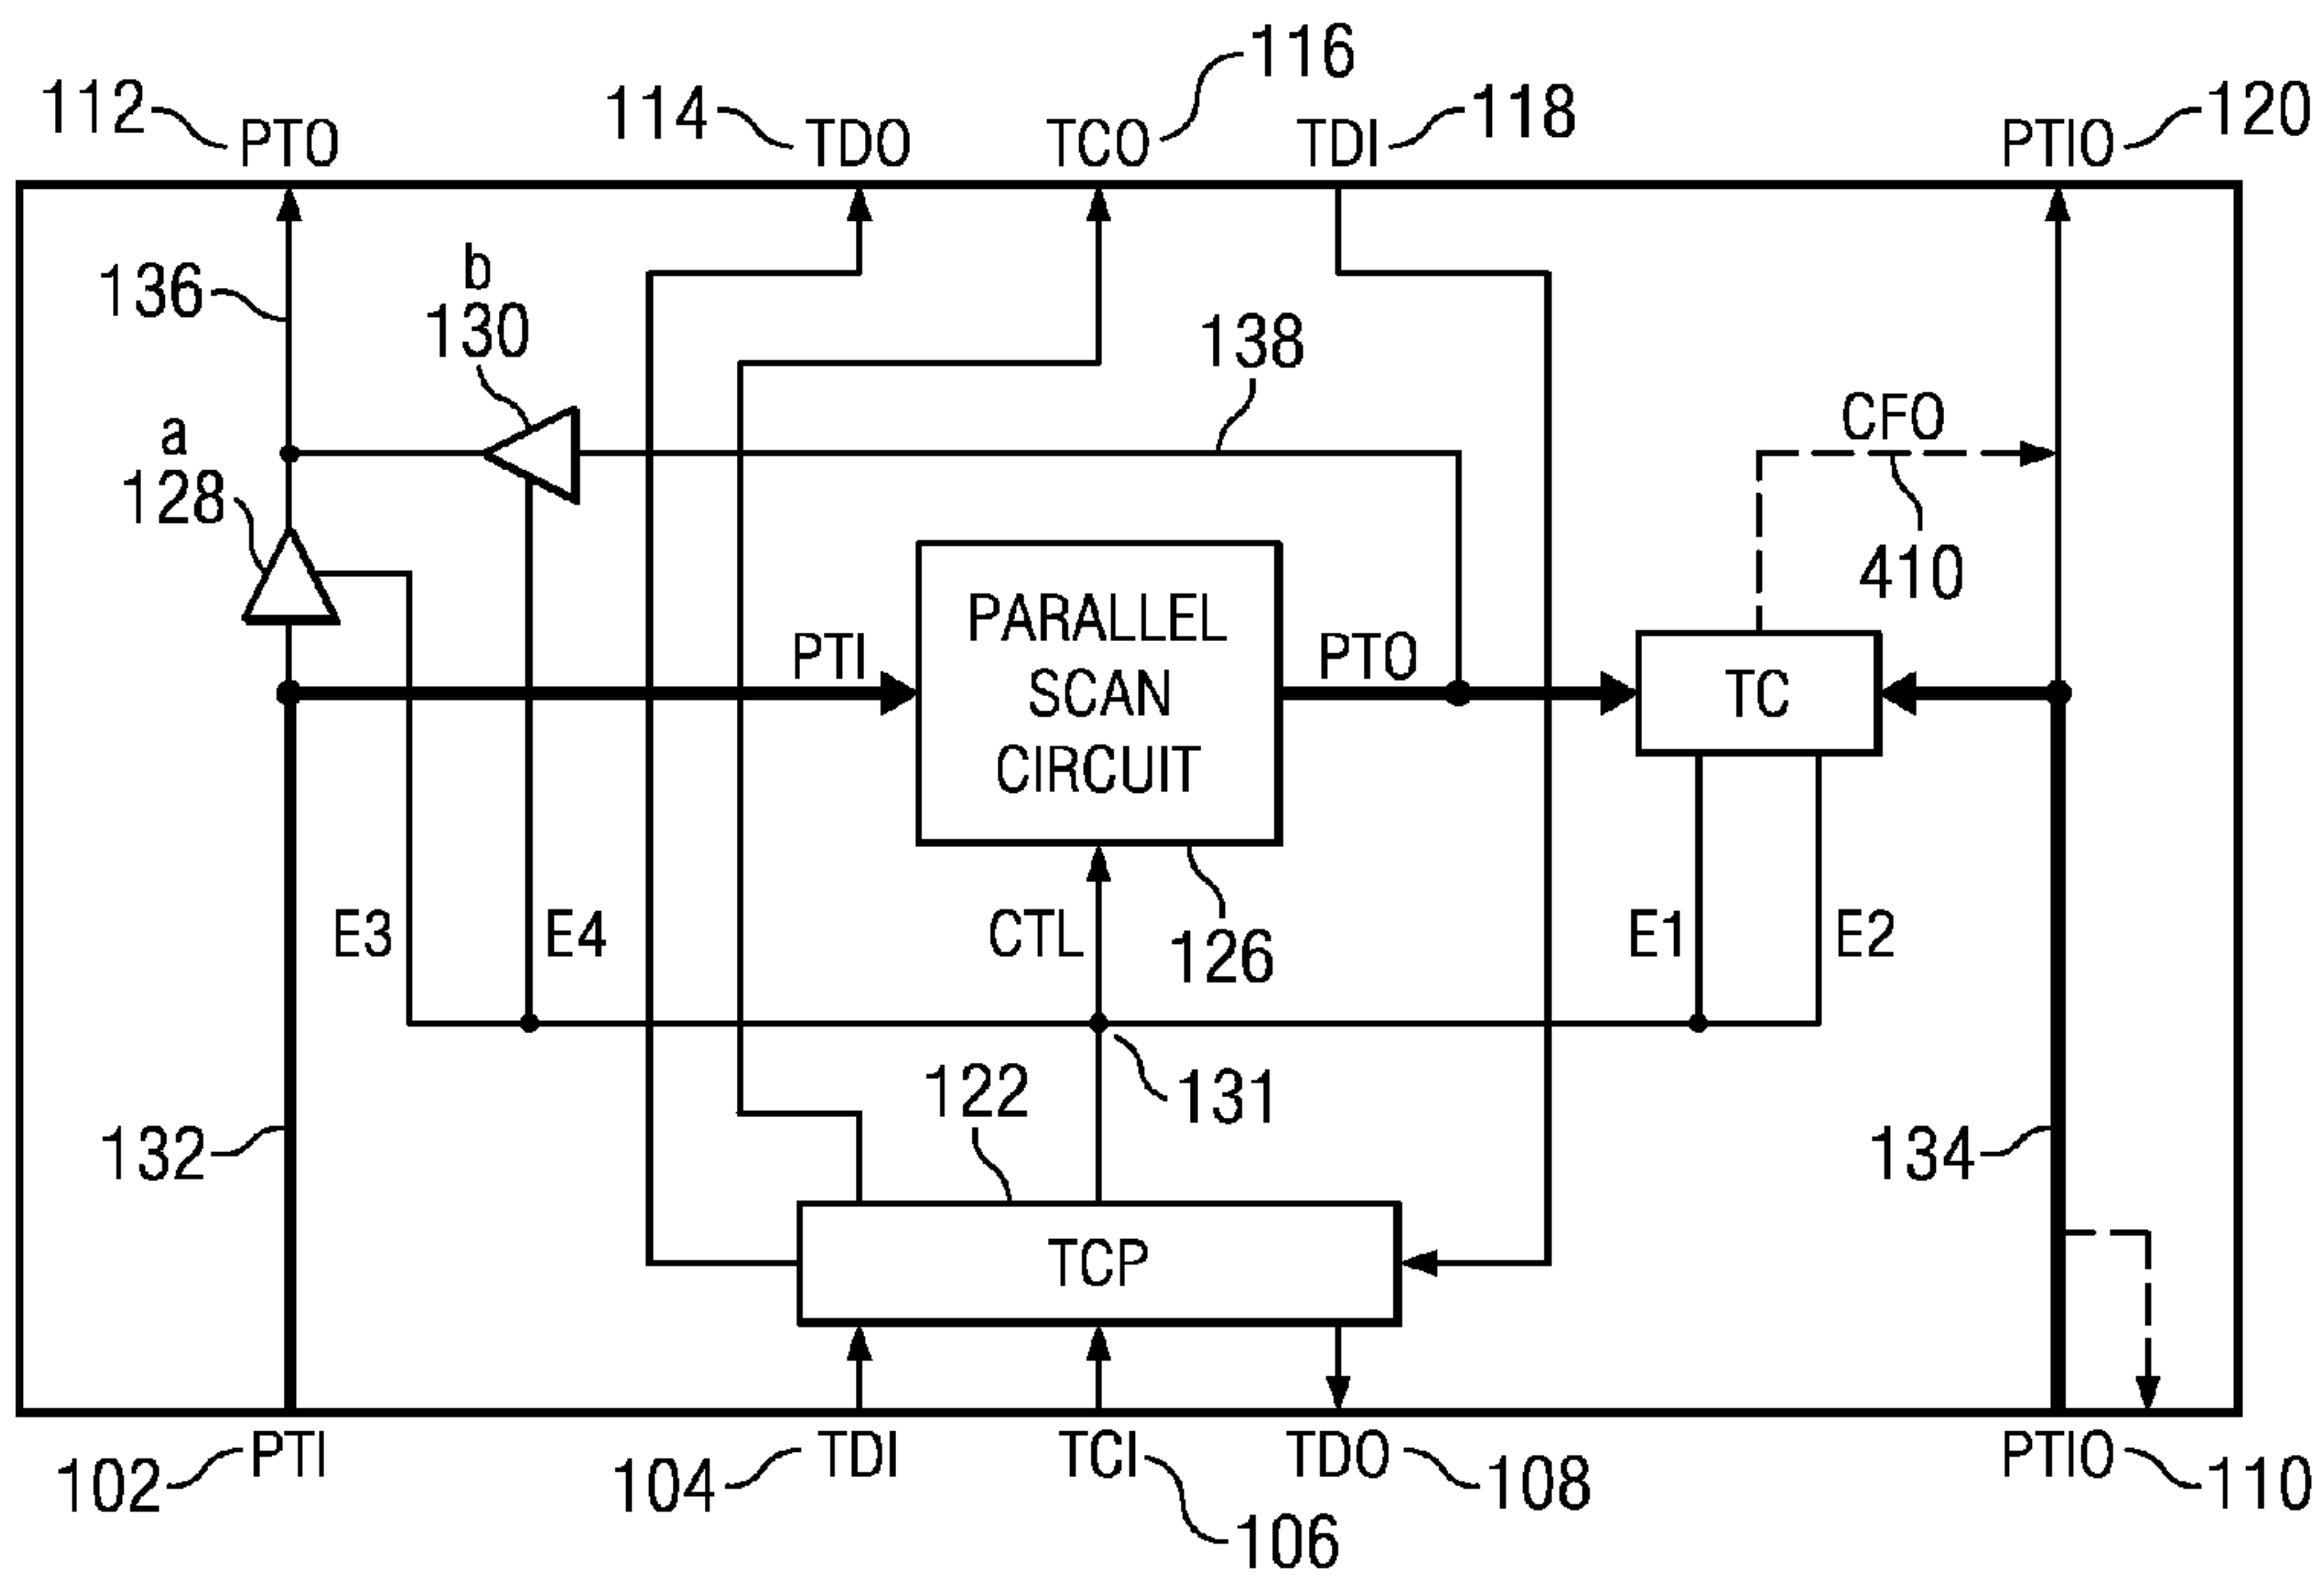 116
112
PTO
114
TDO
TCO
TDI
118
PTIO
120
136
b
130
138
a
128
CFO
410
PTI
PARALLEL
SCAN
CIRCUIT
PTO
TC
E3
E4
CTL
126
E1
E2
122
131
132
134
TCP
102
PTI
104
TDI
TCI
106
TDO
108
PTIO
110